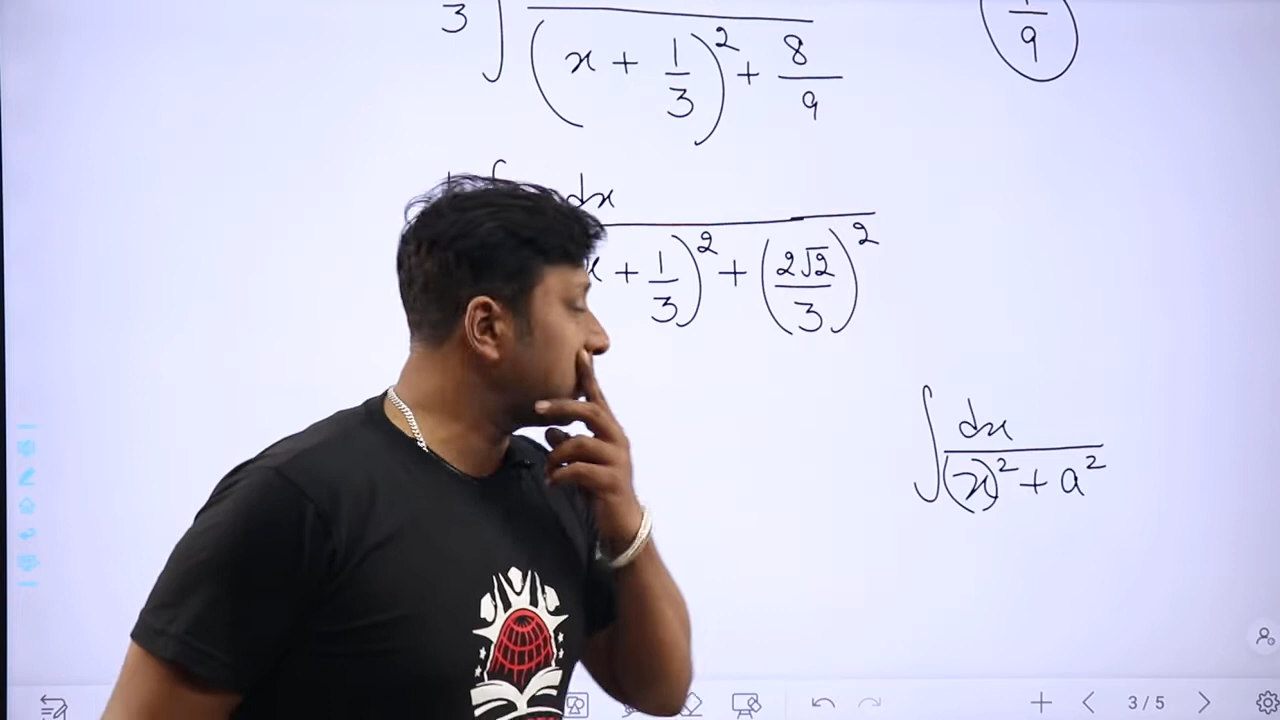 3 ∫
(x + 1/3)² + 8/9
9
dx
x + 1/3)² + (2√2/3)²
∫ dx
(x)² + a²
3 / 5